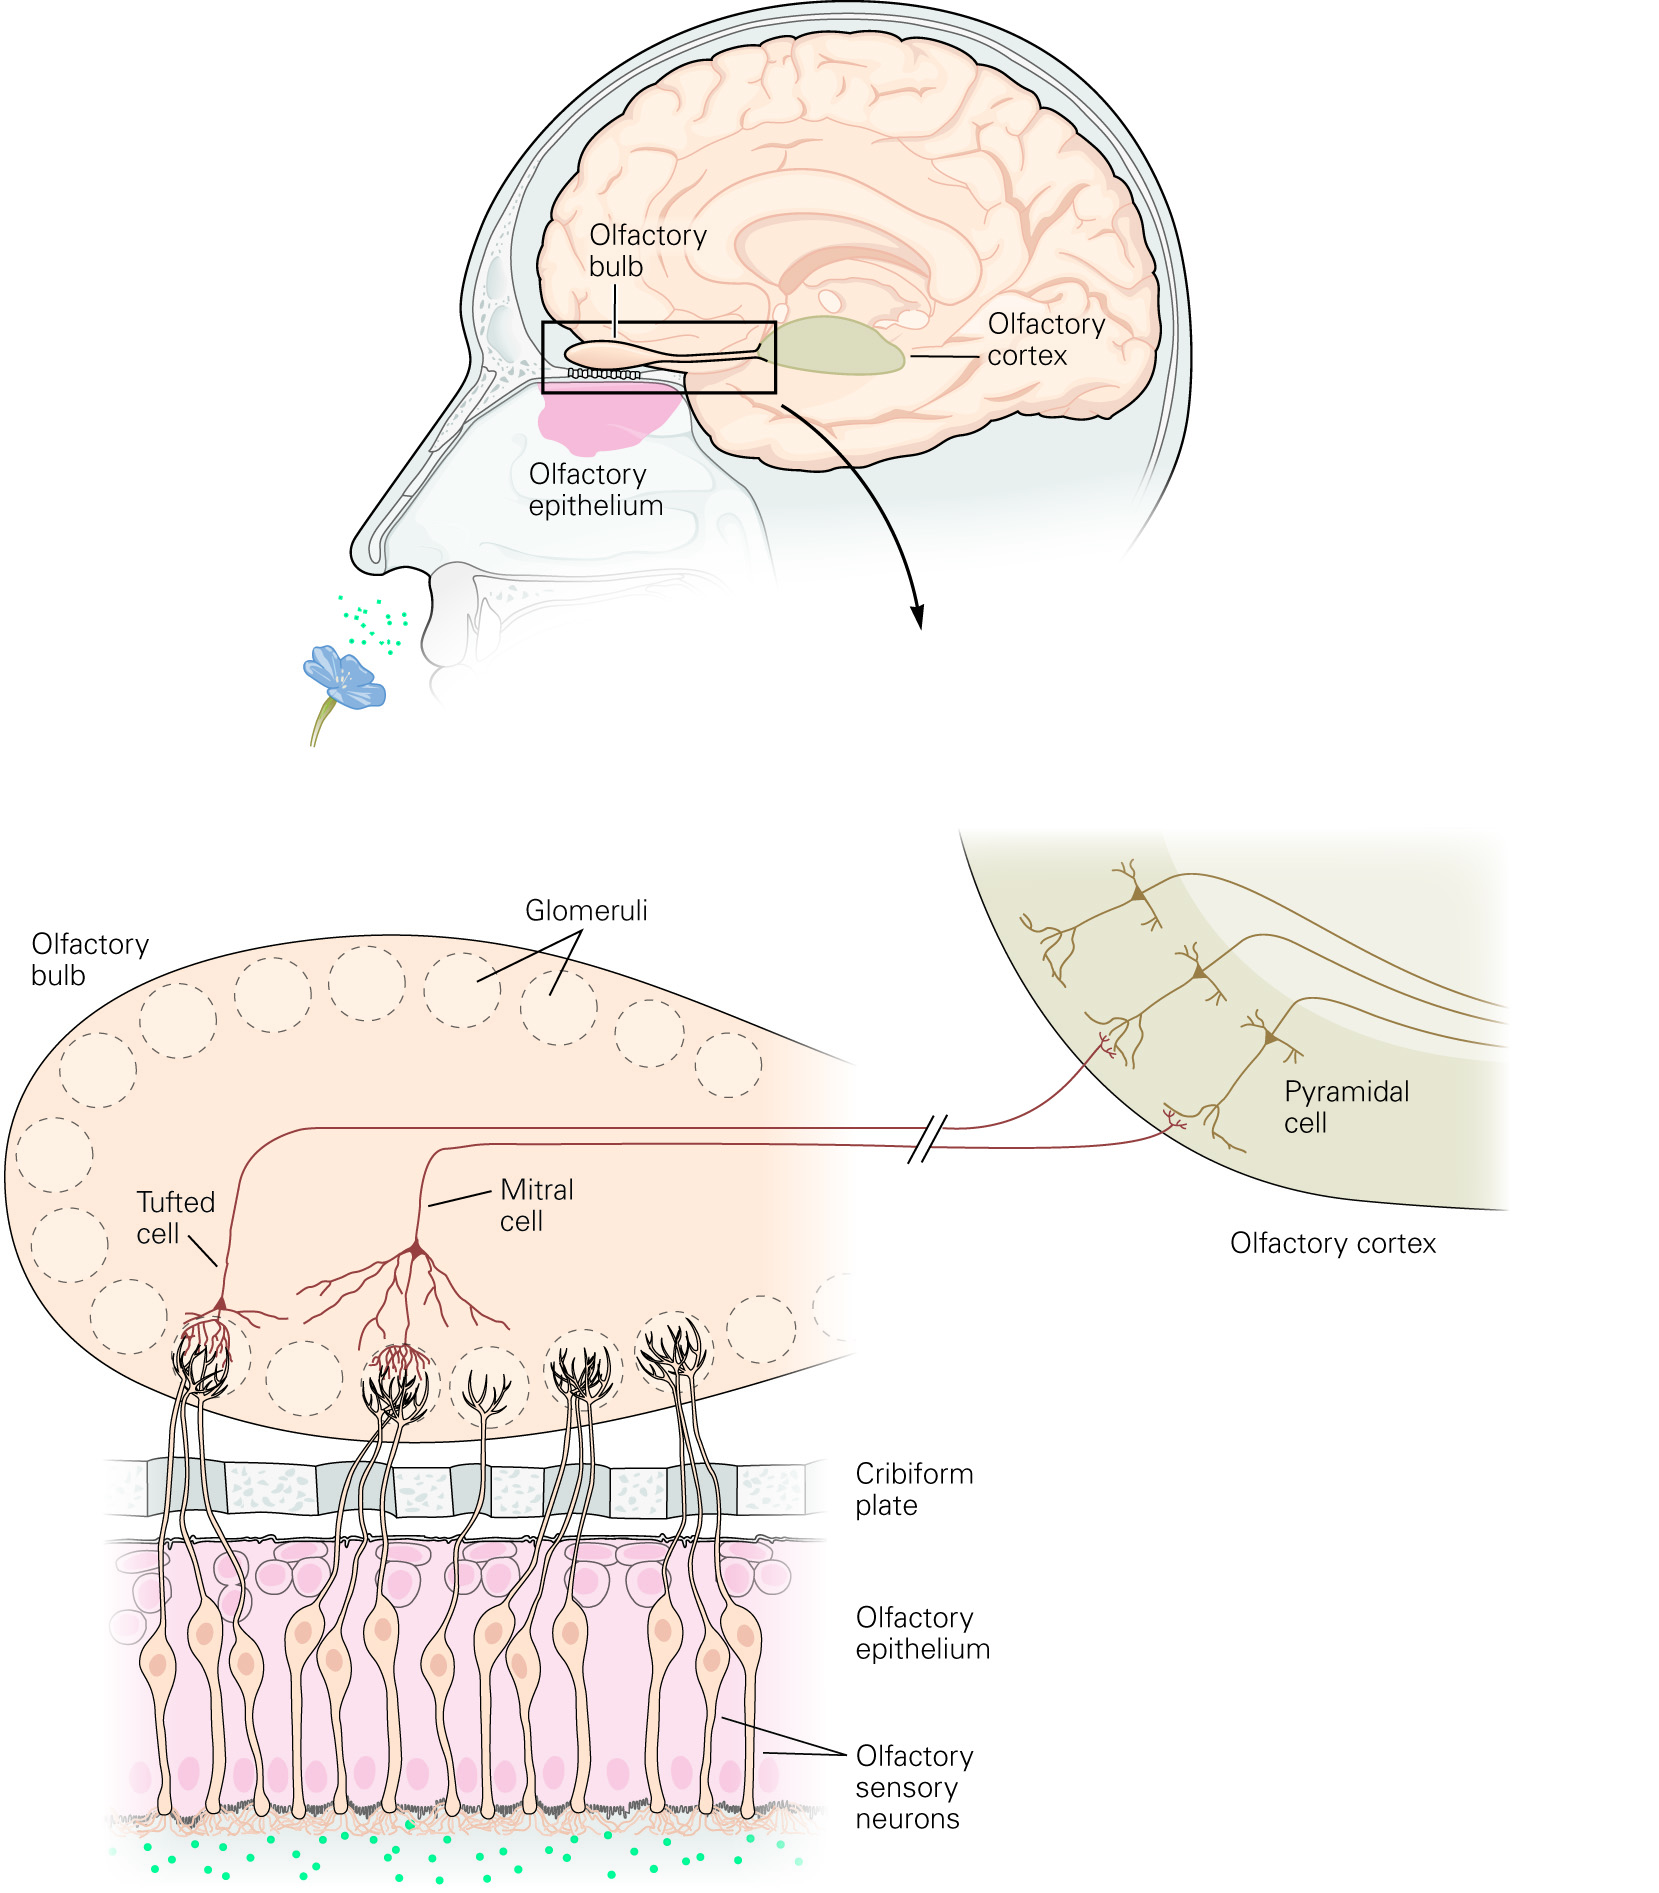 Olfactory
bulb
Olfactory
cortex
Olfactory
epithelium
Glomeruli
Olfactory
bulb
Pyramidal
cell
Mitral
cell
Tufted
cell
Olfactory cortex
Cribiform
plate
Olfactory
epithelium
Olfactory
sensory
neurons